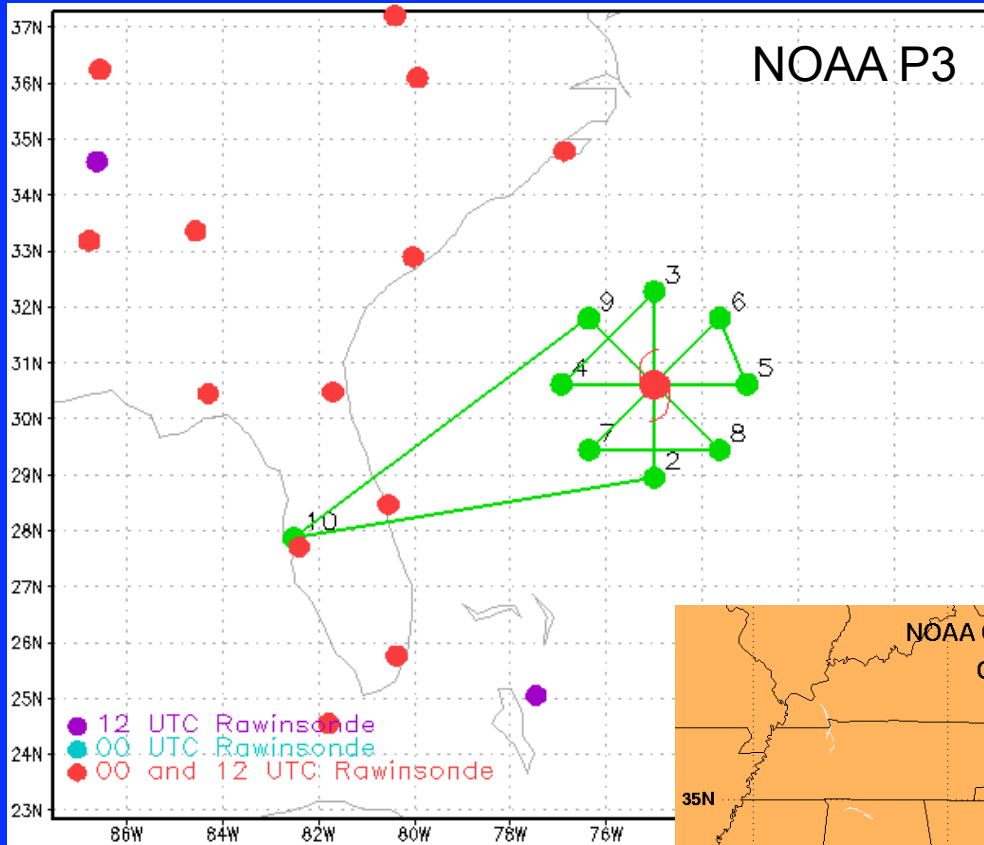 NOAA P3
37N
36N
35N
34N
33N
32N
31N
30N
29N
28N
27N
26N
25N
24N
23N
3
9
6
4
5
7
8
2
10
12 UTC Rawinsonde
00 UTC Rawinsonde
00 and 12 UTC Rawinsonde
86W 84W 82W 80W 78W 76W
NOAA
35N